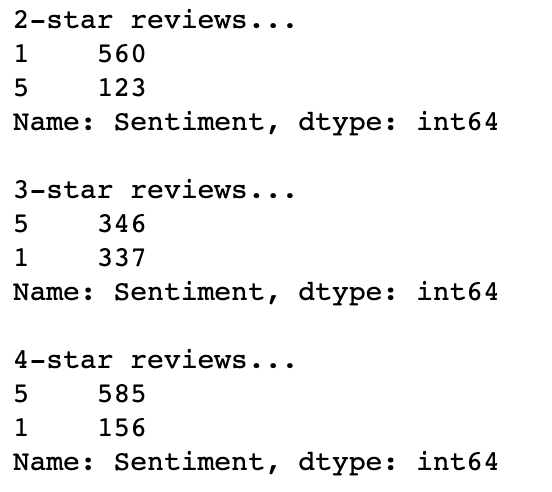 2-star reviews...
1    560
5    123
Name: Sentiment, dtype: int64

3-star reviews...
5    346
1    337
Name: Sentiment, dtype: int64

4-star reviews...
5    585
1    156
Name: Sentiment, dtype: int64